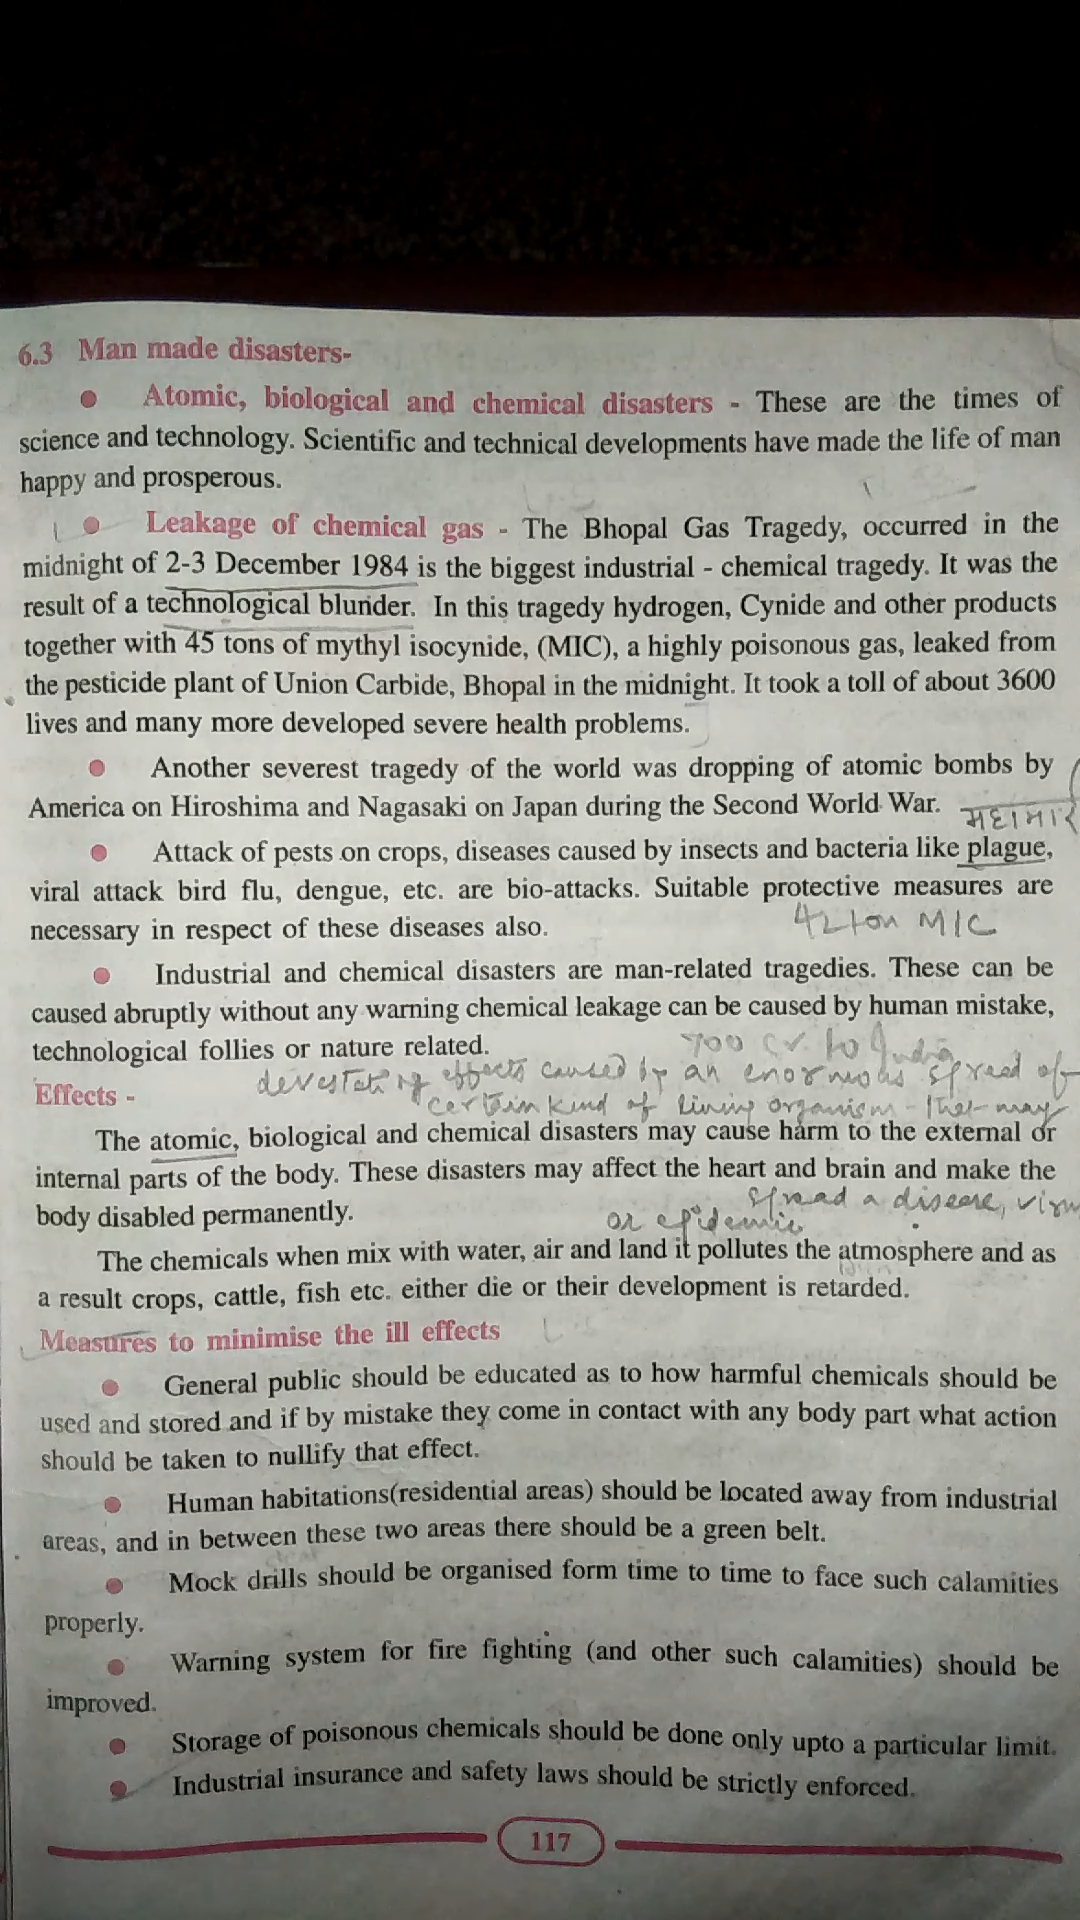 6.3 Man made disasters-
● Atomic, biological and chemical disasters - These are the times of
science and technology. Scientific and technical developments have made the life of man
happy and prosperous.
● Leakage of chemical gas - The Bhopal Gas Tragedy, occurred in the
midnight of 2-3 December 1984 is the biggest industrial - chemical tragedy. It was the
result of a technological blunder. In this tragedy hydrogen, Cynide and other products
together with 45 tons of mythyl isocynide, (MIC), a highly poisonous gas, leaked from
the pesticide plant of Union Carbide, Bhopal in the midnight. It took a toll of about 3600
lives and many more developed severe health problems.
● Another severest tragedy of the world was dropping of atomic bombs by
America on Hiroshima and Nagasaki on Japan during the Second World War.
महामार
● Attack of pests on crops, diseases caused by insects and bacteria like plague,
viral attack bird flu, dengue, etc. are bio-attacks. Suitable protective measures are
necessary in respect of these diseases also.
42 ton MIC
● Industrial and chemical disasters are man-related tragedies. These can be
caused abruptly without any warning chemical leakage can be caused by human mistake,
technological follies or nature related.
700 cr. to India
effects caused by an enormous spread of
Effects -
certain kind of living organism - that may
The atomic, biological and chemical disasters may cause harm to the external or
internal parts of the body. These disasters may affect the heart and brain and make the
spread a disease,
body disabled permanently.
or epidemic
The chemicals when mix with water, air and land it pollutes the atmosphere and as
a result crops, cattle, fish etc. either die or their development is retarded.
Measures to minimise the ill effects
● General public should be educated as to how harmful chemicals should be
used and stored and if by mistake they come in contact with any body part what action
should be taken to nullify that effect.
● Human habitations(residential areas) should be located away from industrial
areas, and in between these two areas there should be a green belt.
● Mock drills should be organised form time to time to face such calamities
properly.
● Warning system for fire fighting (and other such calamities) should be
improved.
● Storage of poisonous chemicals should be done only upto a particular limit.
● Industrial insurance and safety laws should be strictly enforced.
117